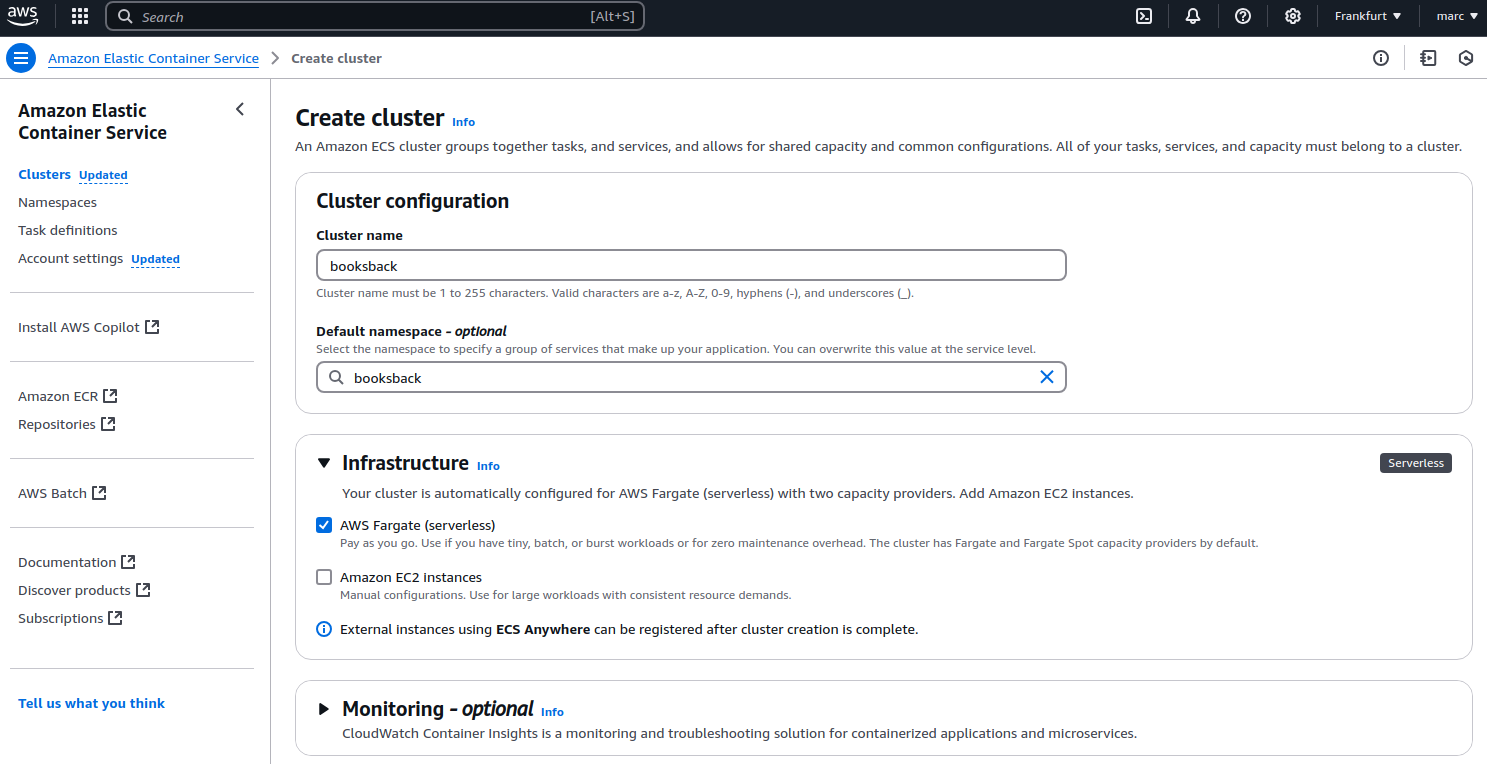 aws
Search [Alt+S]
Frankfurt
marc
Amazon Elastic Container Service
Create cluster
Amazon Elastic
Container Service
Clusters Updated
Namespaces
Task definitions
Account settings Updated
Install AWS Copilot
Amazon ECR
Repositories
AWS Batch
Documentation
Discover products
Subscriptions
Tell us what you think
Create cluster Info
An Amazon ECS cluster groups together tasks, and services, and allows for shared capacity and common configurations. All of your tasks, services, and capacity must belong to a cluster.
Cluster configuration
Cluster name
booksback
Cluster name must be 1 to 255 characters. Valid characters are a-z, A-Z, 0-9, hyphens (-), and underscores (_).
Default namespace - optional
Select the namespace to specify a group of services that make up your application. You can overwrite this value at the service level.
booksback
Infrastructure Info
Serverless
Your cluster is automatically configured for AWS Fargate (serverless) with two capacity providers. Add Amazon EC2 instances.
AWS Fargate (serverless)
Pay as you go. Use if you have tiny, batch, or burst workloads or for zero maintenance overhead. The cluster has Fargate and Fargate Spot capacity providers by default.
Amazon EC2 instances
Manual configurations. Use for large workloads with consistent resource demands.
External instances using ECS Anywhere can be registered after cluster creation is complete.
Monitoring - optional Info
CloudWatch Container Insights is a monitoring and troubleshooting solution for containerized applications and microservices.